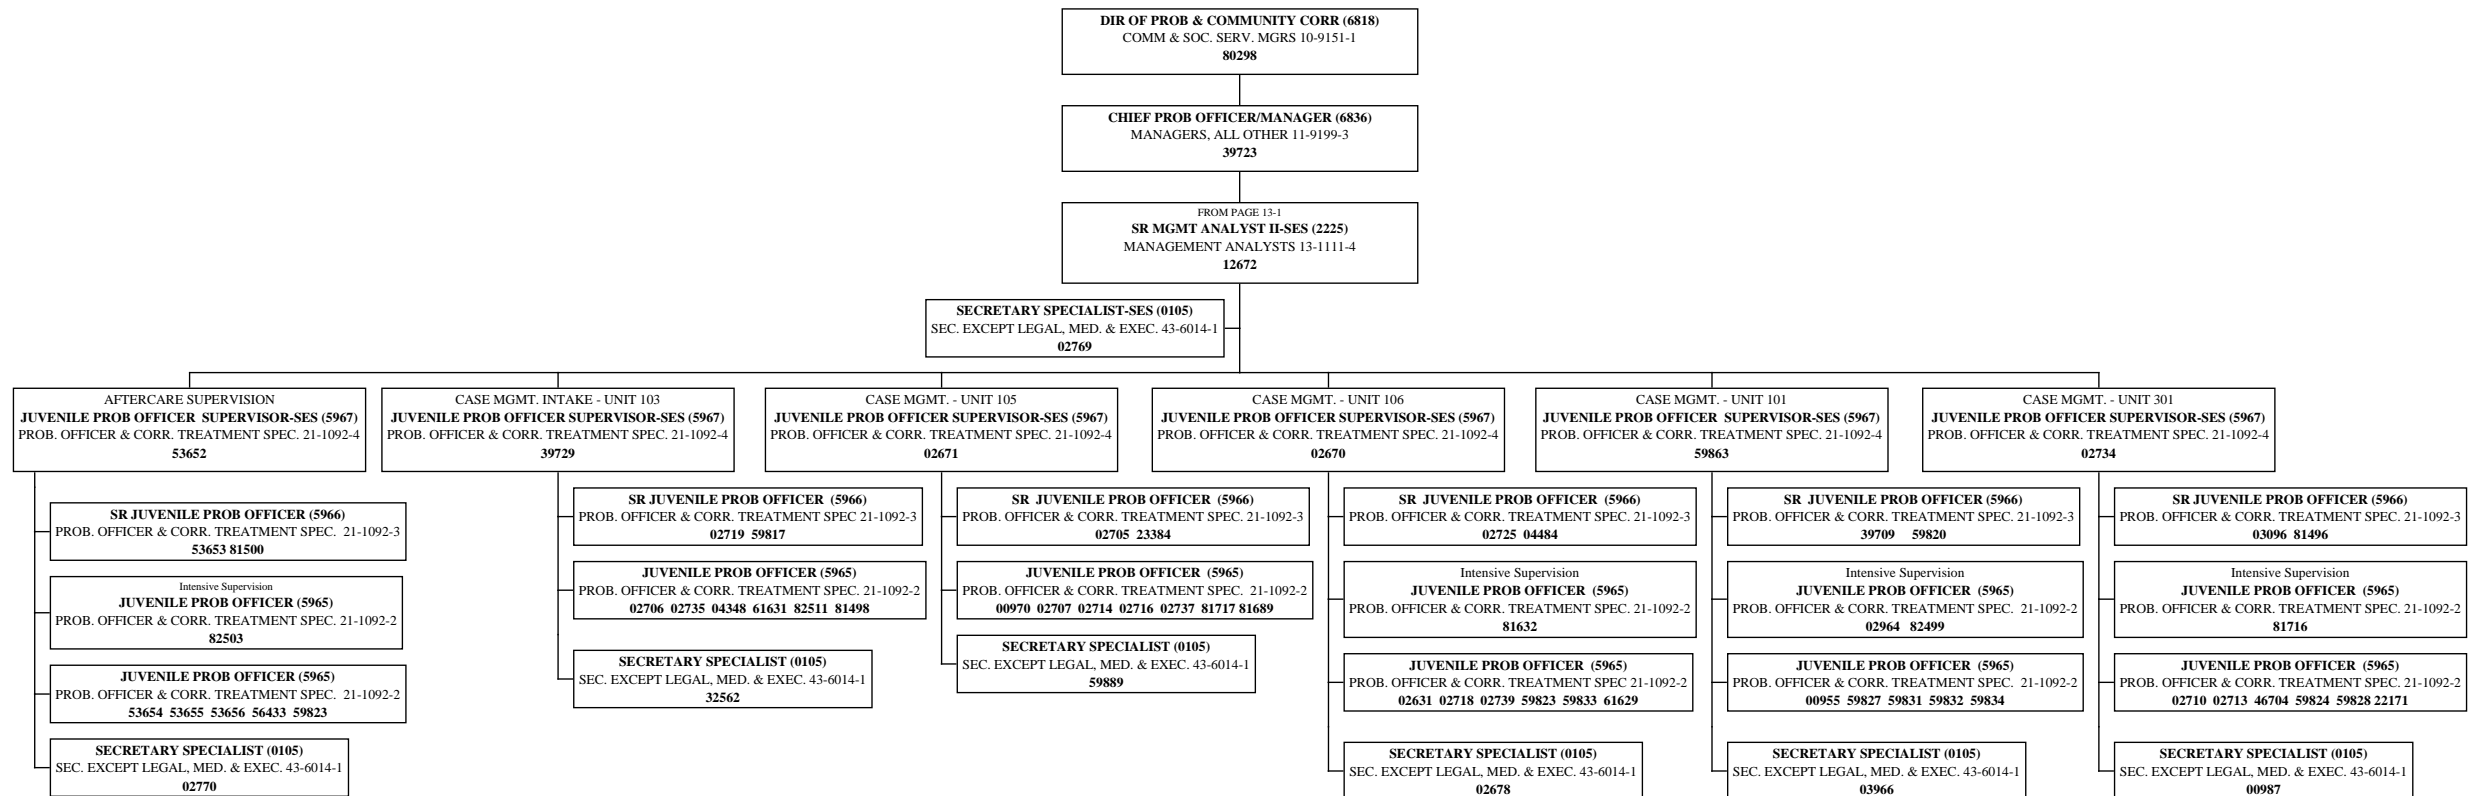 DIR OF PROB & COMMUNITY CORR (6818)
COMM & SOC. SERV. MGRS 10-9151-1
80298
CHIEF PROB OFFICER/MANAGER (6836)
MANAGERS, ALL OTHER 11-9199-3
39723
FROM PAGE 13-1
SR MGMT ANALYST II-SES (2225)
MANAGEMENT ANALYSTS 13-1111-4
12672
SECRETARY SPECIALIST-SES (0105)
SEC. EXCEPT LEGAL, MED. & EXEC. 43-6014-1
02769
AFTERCARE SUPERVISION
JUVENILE PROB OFFICER SUPERVISOR-SES (5967)
PROB. OFFICER & CORR. TREATMENT SPEC. 21-1092-4
53652
SR JUVENILE PROB OFFICER (5966)
PROB. OFFICER & CORR. TREATMENT SPEC. 21-1092-3
53653 81500
Intensive Supervision
JUVENILE PROB OFFICER (5965)
PROB. OFFICER & CORR. TREATMENT SPEC. 21-1092-2
82503
JUVENILE PROB OFFICER (5965)
PROB. OFFICER & CORR. TREATMENT SPEC. 21-1092-2
53654 53655 53656 56433 59823
SECRETARY SPECIALIST (0105)
SEC. EXCEPT LEGAL, MED. & EXEC. 43-6014-1
02770
CASE MGMT. INTAKE - UNIT 103
JUVENILE PROB OFFICER SUPERVISOR-SES (5967)
PROB. OFFICER & CORR. TREATMENT SPEC. 21-1092-4
39729
SR JUVENILE PROB OFFICER (5966)
PROB. OFFICER & CORR. TREATMENT SPEC 21-1092-3
02719 59817
JUVENILE PROB OFFICER (5965)
PROB. OFFICER & CORR. TREATMENT SPEC. 21-1092-2
02706 02735 04348 61631 82511 81498
SECRETARY SPECIALIST (0105)
SEC. EXCEPT LEGAL, MED. & EXEC. 43-6014-1
32562
CASE MGMT. - UNIT 105
JUVENILE PROB OFFICER SUPERVISOR-SES (5967)
PROB. OFFICER & CORR. TREATMENT SPEC. 21-1092-4
02671
SR JUVENILE PROB OFFICER (5966)
PROB. OFFICER & CORR. TREATMENT SPEC. 21-1092-3
02705 23384
JUVENILE PROB OFFICER (5965)
PROB. OFFICER & CORR. TREATMENT SPEC. 21-1092-2
00970 02707 02714 02716 02737 81717 81689
SECRETARY SPECIALIST (0105)
SEC. EXCEPT LEGAL, MED. & EXEC. 43-6014-1
59889
CASE MGMT. - UNIT 106
JUVENILE PROB OFFICER SUPERVISOR-SES (5967)
PROB. OFFICER & CORR. TREATMENT SPEC. 21-1092-4
02670
SR JUVENILE PROB OFFICER (5966)
PROB. OFFICER & CORR. TREATMENT SPEC. 21-1092-3
02725 04484
Intensive Supervision
JUVENILE PROB OFFICER (5965)
PROB. OFFICER & CORR. TREATMENT SPEC. 21-1092-2
81632
JUVENILE PROB OFFICER (5965)
PROB. OFFICER & CORR. TREATMENT SPEC 21-1092-2
02631 02718 02739 59823 59833 61629
SECRETARY SPECIALIST (0105)
SEC. EXCEPT LEGAL, MED. & EXEC. 43-6014-1
02678
CASE MGMT. - UNIT 101
JUVENILE PROB OFFICER SUPERVISOR-SES (5967)
PROB. OFFICER & CORR. TREATMENT SPEC. 21-1092-4
59863
SR JUVENILE PROB OFFICER (5966)
PROB. OFFICER & CORR. TREATMENT SPEC. 21-1092-3
39709 59820
Intensive Supervision
JUVENILE PROB OFFICER (5965)
PROB. OFFICER & CORR. TREATMENT SPEC. 21-1092-2
02964 82499
JUVENILE PROB OFFICER (5965)
PROB. OFFICER & CORR. TREATMENT SPEC. 21-1092-2
00955 59827 59831 59832 59834
SECRETARY SPECIALIST (0105)
SEC. EXCEPT LEGAL, MED. & EXEC. 43-6014-1
03966
CASE MGMT. - UNIT 301
JUVENILE PROB OFFICER SUPERVISOR-SES (5967)
PROB. OFFICER & CORR. TREATMENT SPEC. 21-1092-4
02734
SR JUVENILE PROB OFFICER (5966)
PROB. OFFICER & CORR. TREATMENT SPEC. 21-1092-3
03096 81496
Intensive Supervision
JUVENILE PROB OFFICER (5965)
PROB. OFFICER & CORR. TREATMENT SPEC. 21-1092-2
81716
JUVENILE PROB OFFICER (5965)
PROB. OFFICER & CORR. TREATMENT SPEC. 21-1092-2
02710 02713 46704 59824 59828 22171
SECRETARY SPECIALIST (0105)
SEC. EXCEPT LEGAL, MED. & EXEC. 43-6014-1
00987